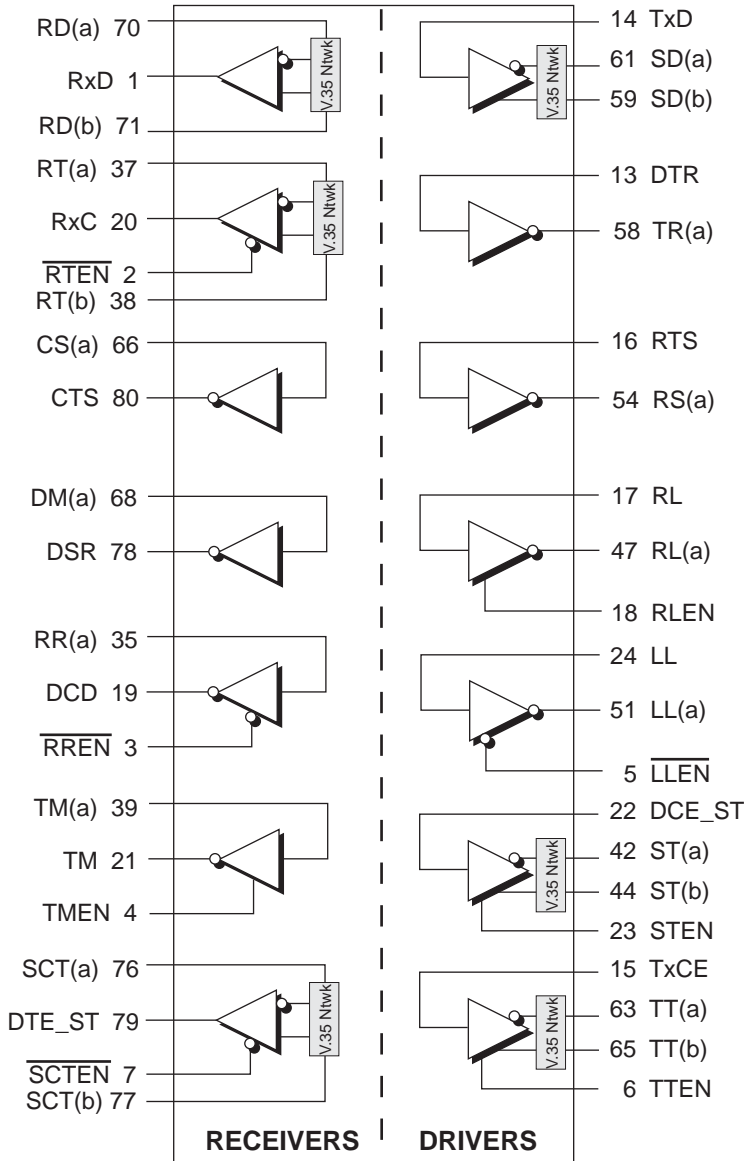 RD(a) 70
RxD 1
RD(b) 71
V.35 Ntwk
RT(a) 37
RxC 20
RTEN 2
RT(b) 38
V.35 Ntwk
CS(a) 66
CTS 80
DM(a) 68
DSR 78
RR(a) 35
DCD 19
RREN 3
TM(a) 39
TM 21
TMEN 4
SCT(a) 76
DTE_ST 79
SCTEN 7
SCT(b) 77
V.35 Ntwk
RECEIVERS
14 TxD
61 SD(a)
59 SD(b)
V.35 Ntwk
13 DTR
58 TR(a)
16 RTS
54 RS(a)
17 RL
47 RL(a)
18 RLEN
24 LL
51 LL(a)
5 LLEN
22 DCE_ST
42 ST(a)
44 ST(b)
23 STEN
V.35 Ntwk
15 TxCE
63 TT(a)
65 TT(b)
6 TTEN
V.35 Ntwk
DRIVERS